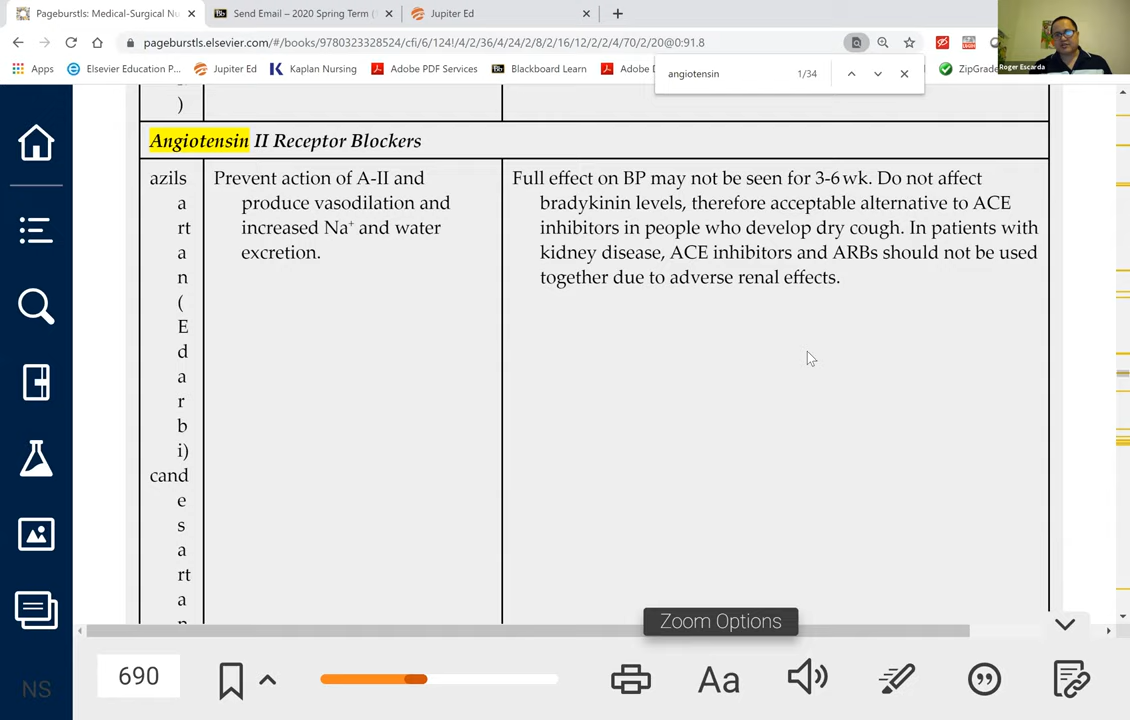 Pageburstls: Medical-Surgical Nu
Send Email – 2020 Spring Term (
Jupiter Ed
pageburstls.elsevier.com/#/books/9780323328524/cfi/6/124!/4/2/36/4/24/2/8/2/16/12/2/2/4/70/2/20@0:91.8
Roger Escarda
Apps
Elsevier Education P...
Jupiter Ed
Kaplan Nursing
Adobe PDF Services
Blackboard Learn
Adobe D
ZipGrade
angiotensin
1/34
)
Angiotensin II Receptor Blockers
azils
a
rt
a
n
(
E
d
a
r
b
i)
cand
e
s
a
rt
a
n
Prevent action of A-II and
produce vasodilation and
increased Na+ and water
excretion.
Full effect on BP may not be seen for 3-6 wk. Do not affect
bradykinin levels, therefore acceptable alternative to ACE
inhibitors in people who develop dry cough. In patients with
kidney disease, ACE inhibitors and ARBs should not be used
together due to adverse renal effects.
Zoom Options
NS
690
Aa